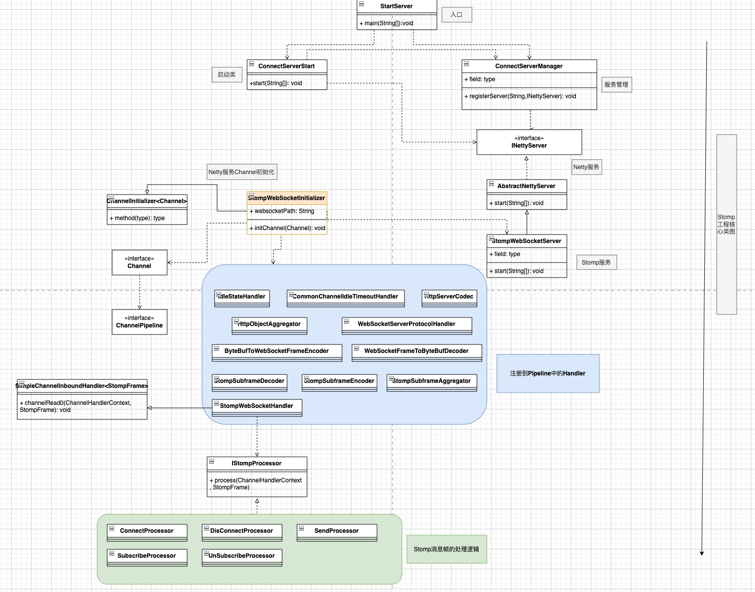 StartServer
+ main(String[]):void
入口
ConnectServerStart
+start(String[]): void
启动类
ConnectServerManager
+ field: type
+ registerServer(String,INettyServer): void
服务管理
«interface»
INettyServer
Netty服务
AbstractNettyServer
+ start(String[]): void
Netty服务Channel初始化
ChannelInitializer<Channel>
+ method(type): type
StompWebSocketInitializer
+ websocketPath: String
+ initChannel(Channel): void
StompWebSocketServer
+ field: type
+ start(String[]): void
Stomp服务
Stomp
工程核
心类图
«interface»
Channel
«interface»
ChannelPipeline
IdleStateHandler
CommonChannelIdleTimeoutHandler
HttpServerCodec
HttpObjectAggregator
WebSocketServerProtocolHandler
ByteBufToWebSocketFrameEncoder
WebSocketFrameToByteBufDecoder
StompSubframeDecoder
StompSubframeEncoder
StompSubframeAggregator
StompWebSocketHandler
注册到Pipeline中的Handler
SimpleChannelInboundHandler<StompFrame>
+ channelRead0(ChannelHandlerContext,
StompFrame): void
IStompProcessor
+ process(ChannelHandlerContext
, StompFrame)
ConnectProcessor
DisConnectProcessor
SendProcessor
SubscribeProcessor
UnSubscribeProcessor
Stomp消息帧的处理逻辑